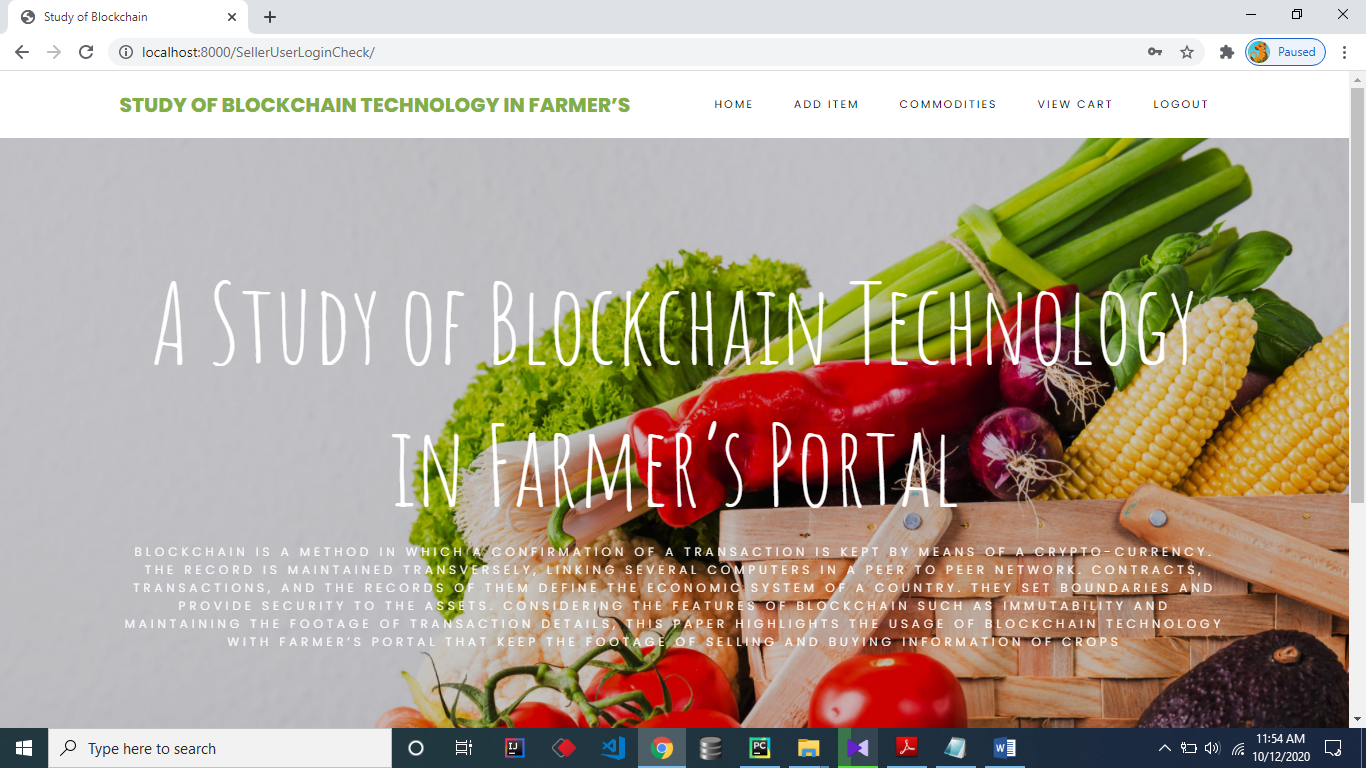 Study of Blockchain
localhost:8000/SellerUserLoginCheck/
Paused
STUDY OF BLOCKCHAIN TECHNOLOGY IN FARMER'S
HOME ADD ITEM COMMODITIES VIEW CART LOGOUT
A Study of Blockchain Technology
in Farmer's Portal
BLOCKCHAIN IS A METHOD IN WHICH A CONFIRMATION OF A TRANSACTION IS KEPT BY MEANS OF A CRYPTO-CURRENCY.
THE RECORD IS MAINTAINED TRANSVERSELY, LINKING SEVERAL COMPUTERS IN A PEER TO PEER NETWORK. CONTRACTS,
TRANSACTIONS, AND THE RECORDS OF THEM DEFINE THE ECONOMIC SYSTEM OF A COUNTRY. THEY SET BOUNDARIES AND
PROVIDE SECURITY TO THE ASSETS. CONSIDERING THE FEATURES OF BLOCKCHAIN SUCH AS IMMUTABILITY AND
MAINTAINING THE FOOTAGE OF TRANSACTION DETAILS, THIS PAPER HIGHLIGHTS THE USAGE OF BLOCKCHAIN TECHNOLOGY
WITH FARMER'S PORTAL THAT KEEP THE FOOTAGE OF SELLING AND BUYING INFORMATION OF CROPS
Type here to search
IJ
PC
11:54 AM
10/12/2020